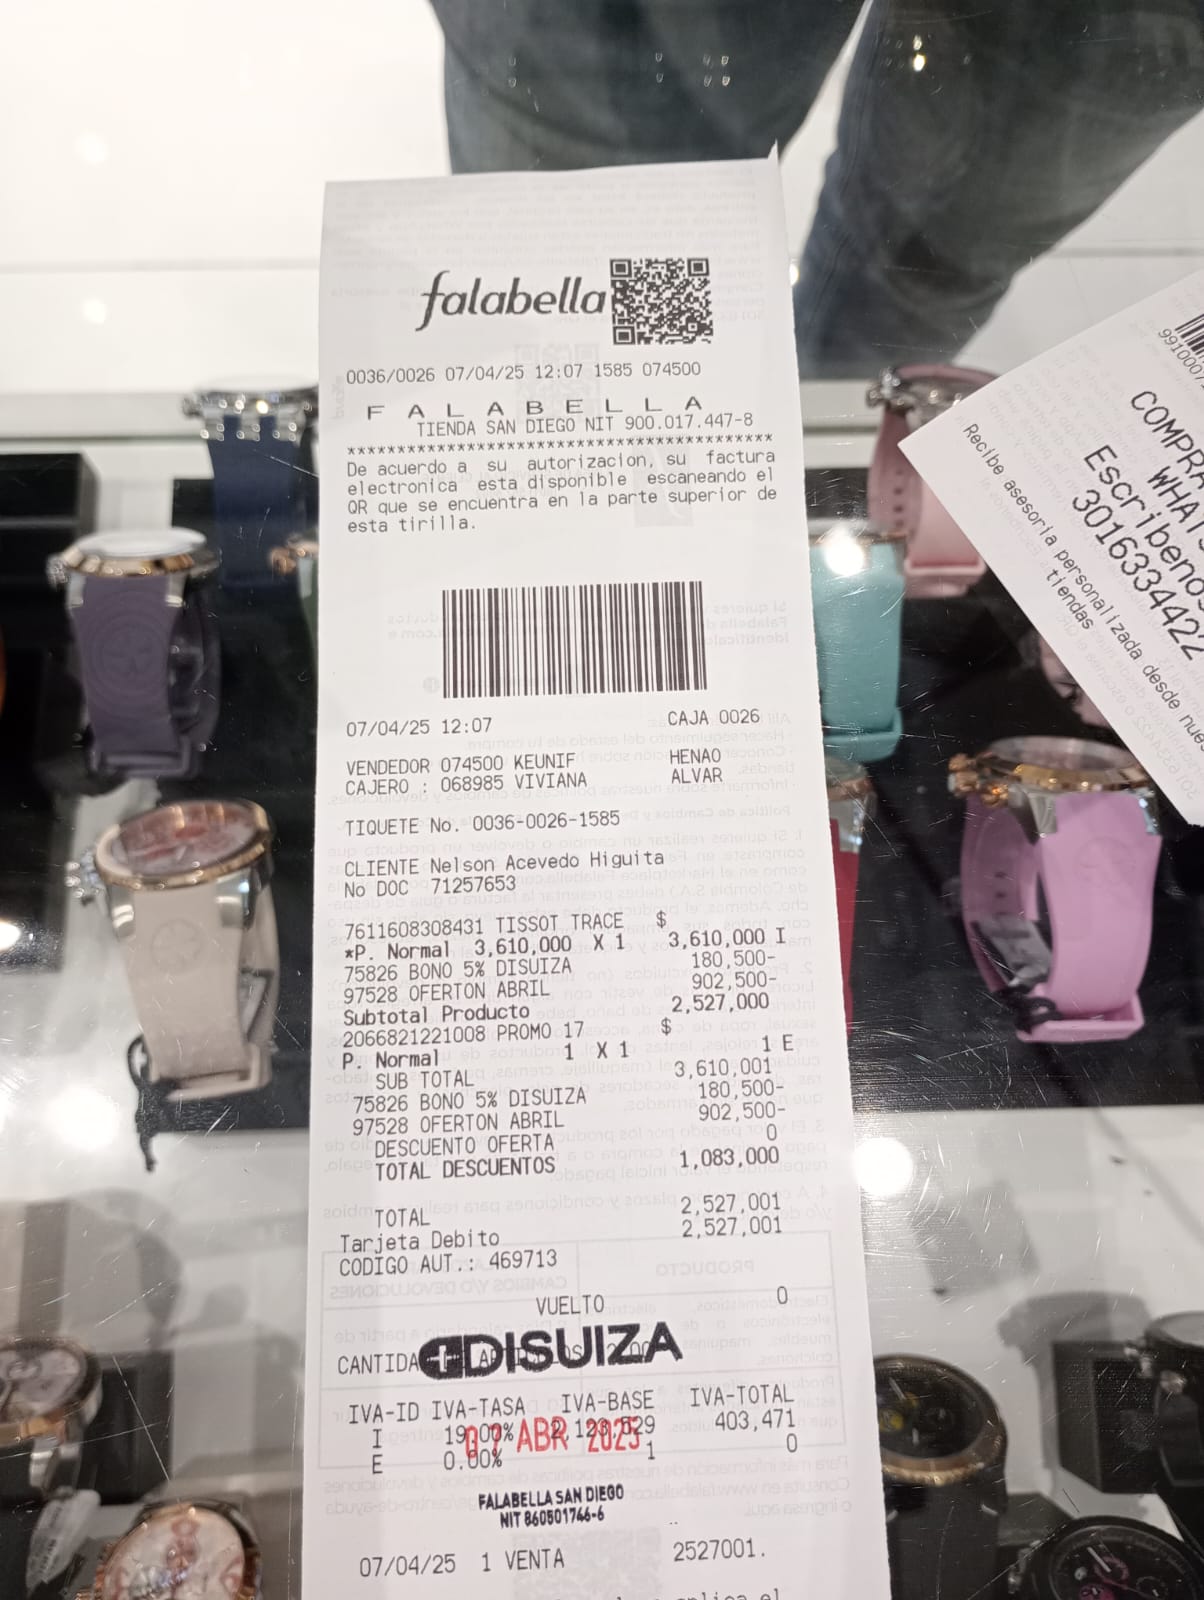 falabella
0036/0026 07/04/25 12:07 1585 074500
F A L A B E L L A
TIENDA SAN DIEGO NIT 900.017.447-8
******************************************
De acuerdo a su autorizacion, su factura
electronica esta disponible escaneando el
QR que se encuentra en la parte superior de
esta tirilla.
07/04/25 12:07 CAJA 0026
VENDEDOR 074500 KEUNIF HENAO
CAJERO : 068985 VIVIANA ALVAR
TIQUETE No. 0036-0026-1585
CLIENTE Nelson Acevedo Higuita
No DOC 71257653
7611608308431 TISSOT TRACE $
*P. Normal 3,610,000 X 1 3,610,000 I
75826 BONO 5% DISUIZA 180,500-
97528 OFERTON ABRIL 902,500-
Subtotal Producto 2,527,000
2066821221008 PROMO 17 $
P. Normal 1 X 1 1 E
SUB TOTAL 3,610,001
75826 BONO 5% DISUIZA 180,500-
97528 OFERTON ABRIL 902,500-
DESCUENTO OFERTA 0
TOTAL DESCUENTOS 1,083,000
TOTAL 2,527,001
Tarjeta Debito 2,527,001
CODIGO AUT.: 469713
VUELTO 0
DISUIZA
IVA-ID IVA-TASA IVA-BASE IVA-TOTAL
I 19.00% 2,123,529 403,471
E 0.00% 1 0
07 ABR 2025
FALABELLA SAN DIEGO
NIT 860501746-6
07/04/25 1 VENTA 2527001.
Escribenos
3016334422
Recibe asesoria personalizada desde
tiendas